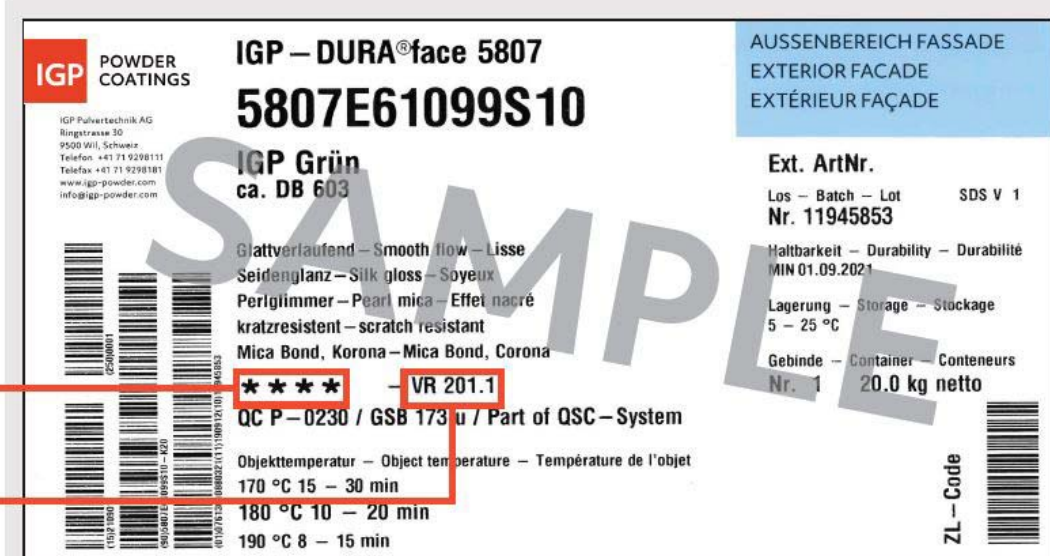 IGP
POWDER
COATINGS
IGP Pulvertechnik AG
Ringstrasse 30
9500 Wil, Schweiz
Telefon +41 71 9298111
Telefax +41 71 9298181
www.igp-powder.com
info@igp-powder.com
IGP – DURA®face 5807
5807E61099S10
IGP Grün
ca. DB 603
Glattverlaufend – Smooth flow – Lisse
Seidenglanz – Silk gloss – Soyeux
Perlglimmer – Pearl mica – Effet nacré
kratzresistent – scratch resistant
Mica Bond, Korona – Mica Bond, Corona
**** – VR 201.1
QC P – 0230 / GSB 173 u / Part of QSC – System
Objekttemperatur – Object temperature – Température de l'objet
170 °C 15 – 30 min
180 °C 10 – 20 min
190 °C 8 – 15 min
AUSSENBEREICH FASSADE
EXTERIOR FACADE
EXTÉRIEUR FAÇADE
Ext. ArtNr.
Los – Batch – Lot SDS V 1
Nr. 11945853
Haltbarkeit – Durability – Durabilité
MIN 01.09.2021
Lagerung – Storage – Stockage
5 – 25 °C
Gebinde – Container – Conteneurs
Nr. 1 20.0 kg netto
ZL – Code
SAMPLE